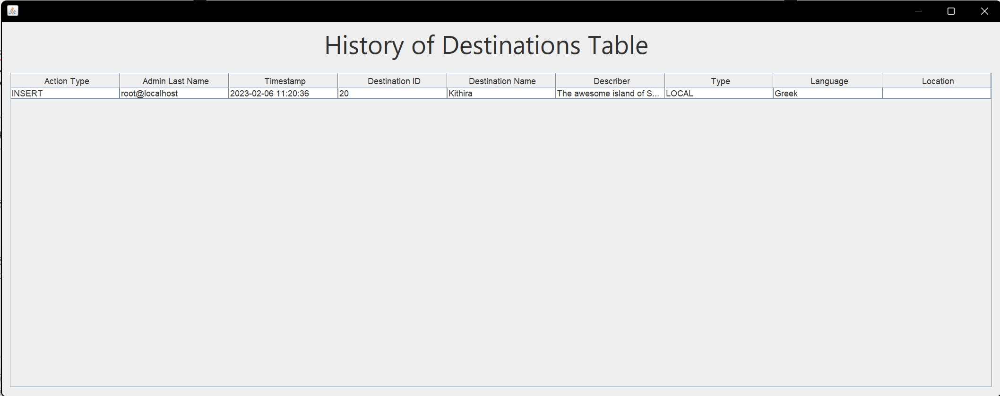 History of Destinations Table
Action Type Admin Last Name Timestamp Destination ID Destination Name Describer Type Language Location
INSERT root@localhost 2023-02-06 11:20:36 20 Kithira The awesome island of S... LOCAL Greek